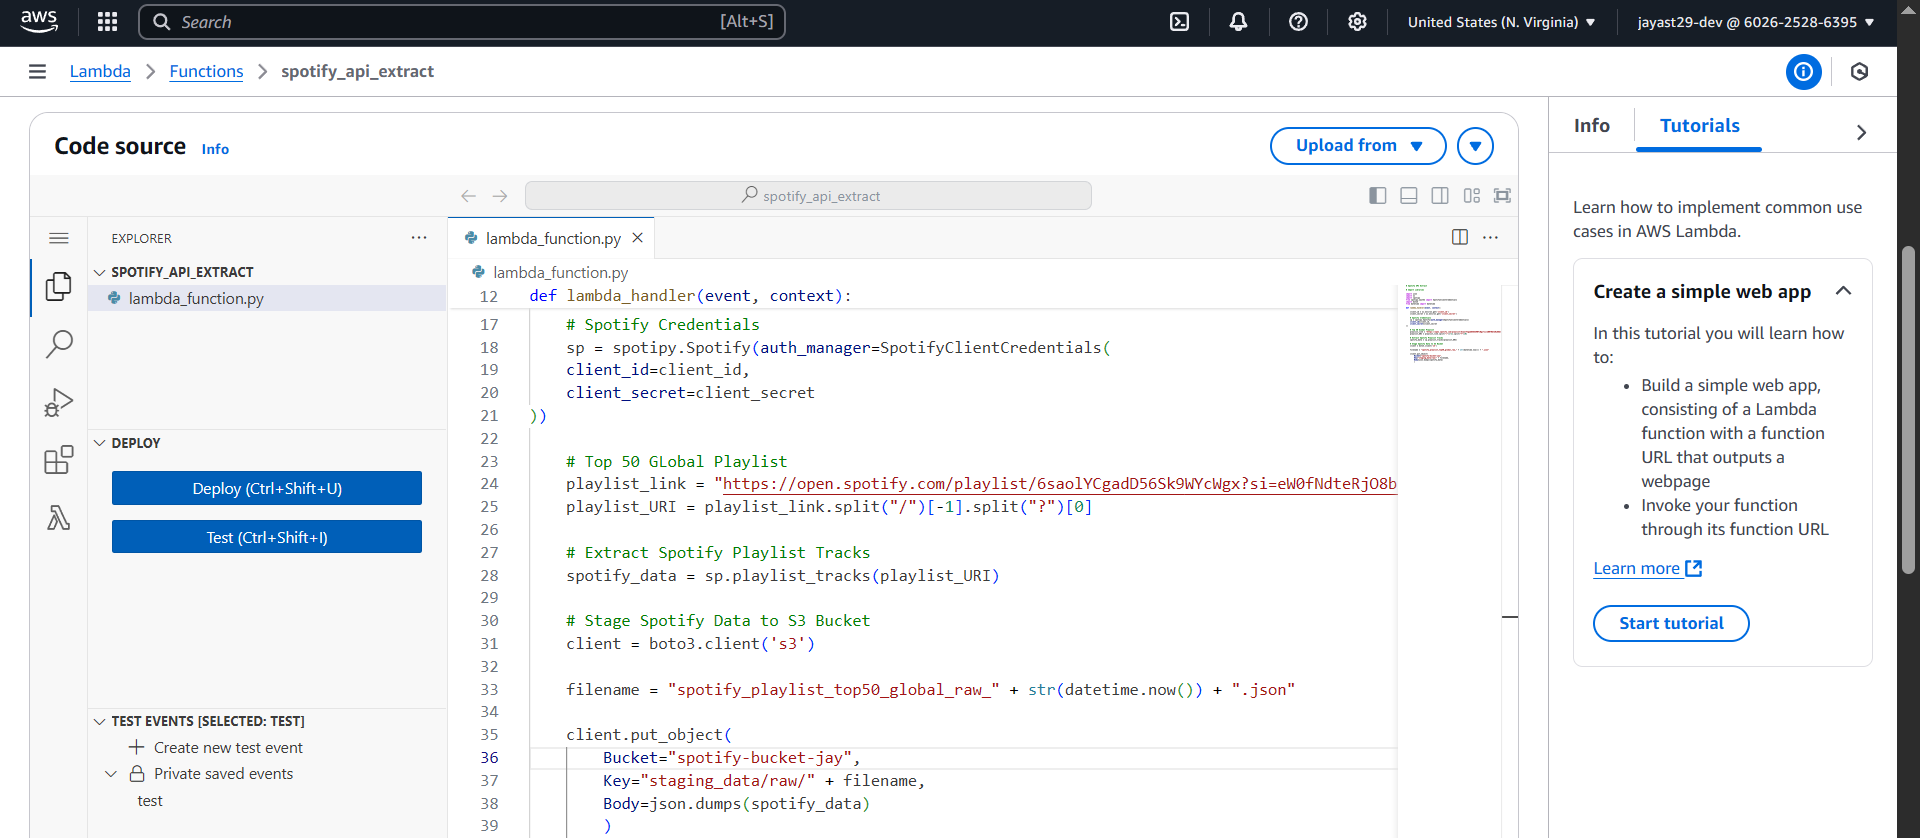 aws
Search [Alt+S]
United States (N. Virginia)
jayast29-dev @ 6026-2528-6395
Lambda > Functions > spotify_api_extract
Code source Info
Upload from
spotify_api_extract
EXPLORER
SPOTIFY_API_EXTRACT
lambda_function.py
DEPLOY
Deploy (Ctrl+Shift+U)
Test (Ctrl+Shift+I)
TEST EVENTS [SELECTED: TEST]
Create new test event
Private saved events
test
lambda_function.py
lambda_function.py
12 def lambda_handler(event, context):
17 # Spotify Credentials
18 sp = spotipy.Spotify(auth_manager=SpotifyClientCredentials(
19 client_id=client_id,
20 client_secret=client_secret
21 ))
22
23 # Top 50 GLobal Playlist
24 playlist_link = "https://open.spotify.com/playlist/6saolYCgadD56Sk9WYcWgx?si=eW0fNdteRjO8b
25 playlist_URI = playlist_link.split("/")[-1].split("?")[0]
26
27 # Extract Spotify Playlist Tracks
28 spotify_data = sp.playlist_tracks(playlist_URI)
29
30 # Stage Spotify Data to S3 Bucket
31 client = boto3.client('s3')
32
33 filename = "spotify_playlist_top50_global_raw_" + str(datetime.now()) + ".json"
34
35 client.put_object(
36 Bucket="spotify-bucket-jay",
37 Key="staging_data/raw/" + filename,
38 Body=json.dumps(spotify_data)
39 )
Info
Tutorials
Learn how to implement common use
cases in AWS Lambda.
Create a simple web app
In this tutorial you will learn how
to:
• Build a simple web app,
consisting of a Lambda
function with a function
URL that outputs a
webpage
• Invoke your function
through its function URL
Learn more
Start tutorial